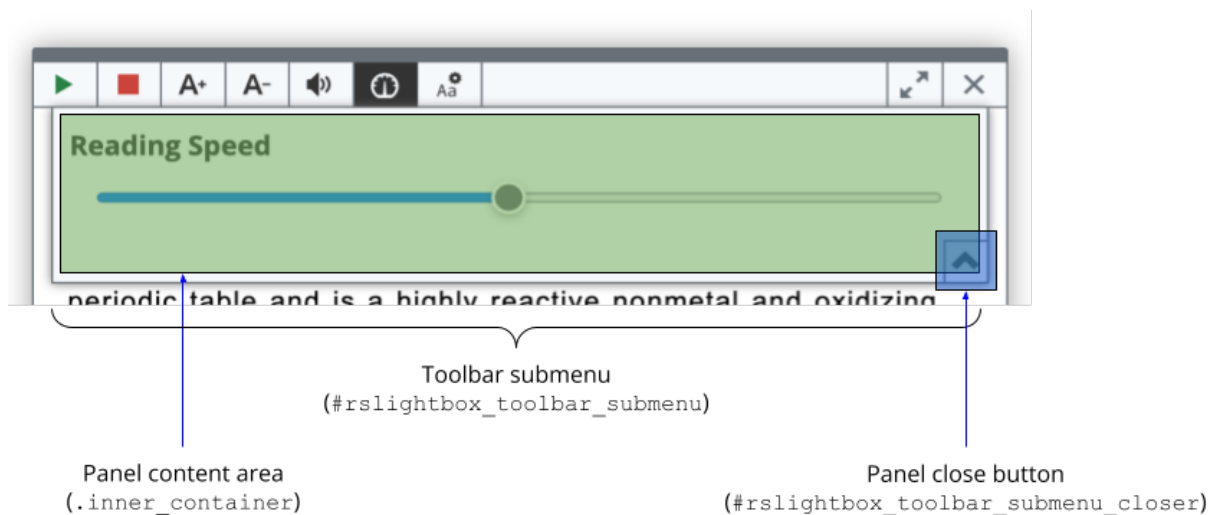 A+ A- Aa
Reading Speed
periodic table and is a highly reactive nonmetal and oxidizing
Toolbar submenu
(#rslightbox_toolbar_submenu)
Panel content area
(.inner_container)
Panel close button
(#rslightbox_toolbar_submenu_closer)